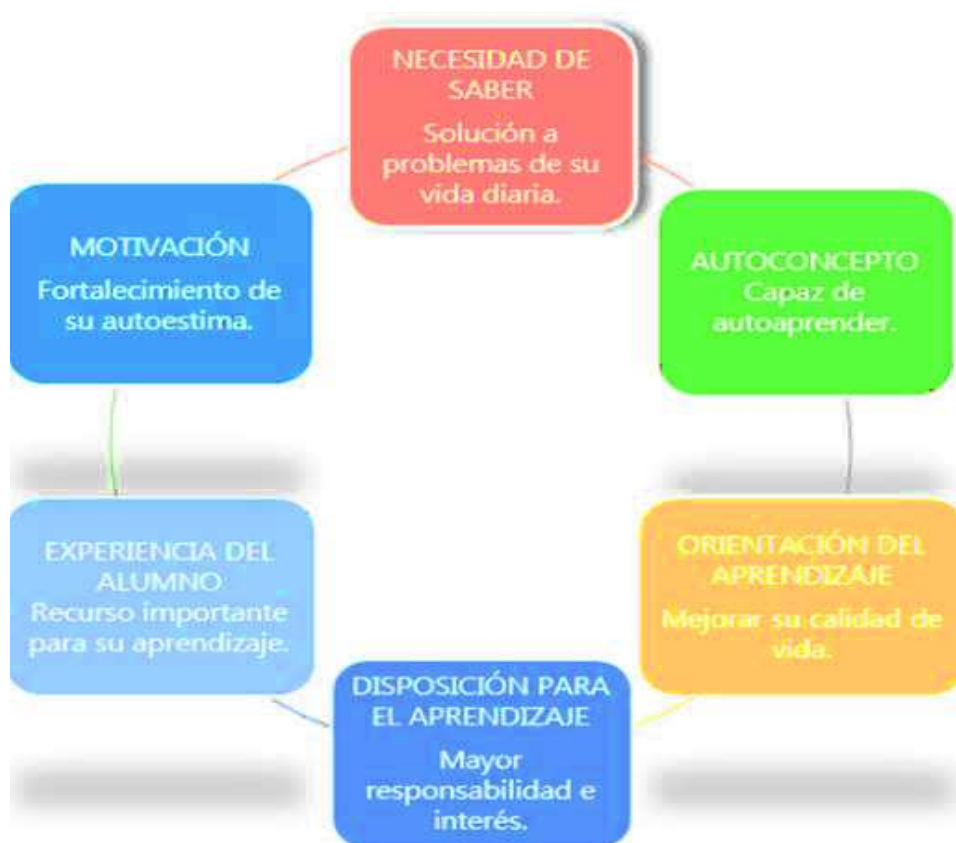 NECESIDAD DE
SABER
Solución a
problemas de su
vida diaria.
AUTOCONCEPTO
Capaz de
autoaprender.
ORIENTACIÓN DEL
APRENDIZAJE
Mejorar su calidad de
vida.
DISPOSICIÓN PARA
EL APRENDIZAJE
Mayor
responsabilidad e
interés.
EXPERIENCIA DEL
ALUMNO
Recurso importante
para su aprendizaje.
MOTIVACIÓN
Fortalecimiento de
su autoestima.